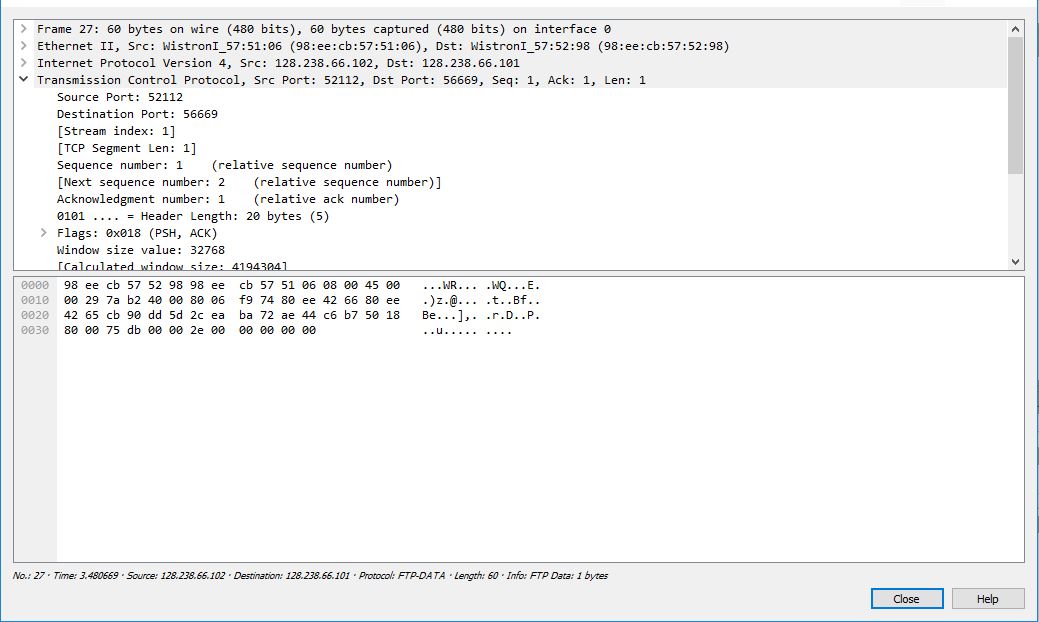 Frame 27: 60 bytes on wire (480 bits), 60 bytes captured (480 bits) on interface 0
Ethernet II, Src: WistronI_57:51:06 (98:ee:cb:57:51:06), Dst: WistronI_57:52:98 (98:ee:cb:57:52:98)
Internet Protocol Version 4, Src: 128.238.66.102, Dst: 128.238.66.101
Transmission Control Protocol, Src Port: 52112, Dst Port: 56669, Seq: 1, Ack: 1, Len: 1
Source Port: 52112
Destination Port: 56669
[Stream index: 1]
[TCP Segment Len: 1]
Sequence number: 1    (relative sequence number)
[Next sequence number: 2    (relative sequence number)]
Acknowledgment number: 1    (relative ack number)
0101 .... = Header Length: 20 bytes (5)
Flags: 0x018 (PSH, ACK)
Window size value: 32768
[Calculated window size: 4194304]
0000  98 ee cb 57 52 98 98 ee  cb 57 51 06 08 00 45 00   ...WR... .WQ...E.
0010  00 29 7a b2 40 00 80 06  f9 74 80 ee 42 66 80 ee   .)z.@... .t..Bf..
0020  42 65 cb 90 dd 5d 2c ea  ba 72 ae 44 c6 b7 50 18   Be...],. .r.D..P.
0030  80 00 75 db 00 00 2e 00  00 00 00 00   ..u..... ....
No.: 27 · Time: 3.480669 · Source: 128.238.66.102 · Destination: 128.238.66.101 · Protocol: FTP-DATA · Length: 60 · Info: FTP Data: 1 bytes
Close Help